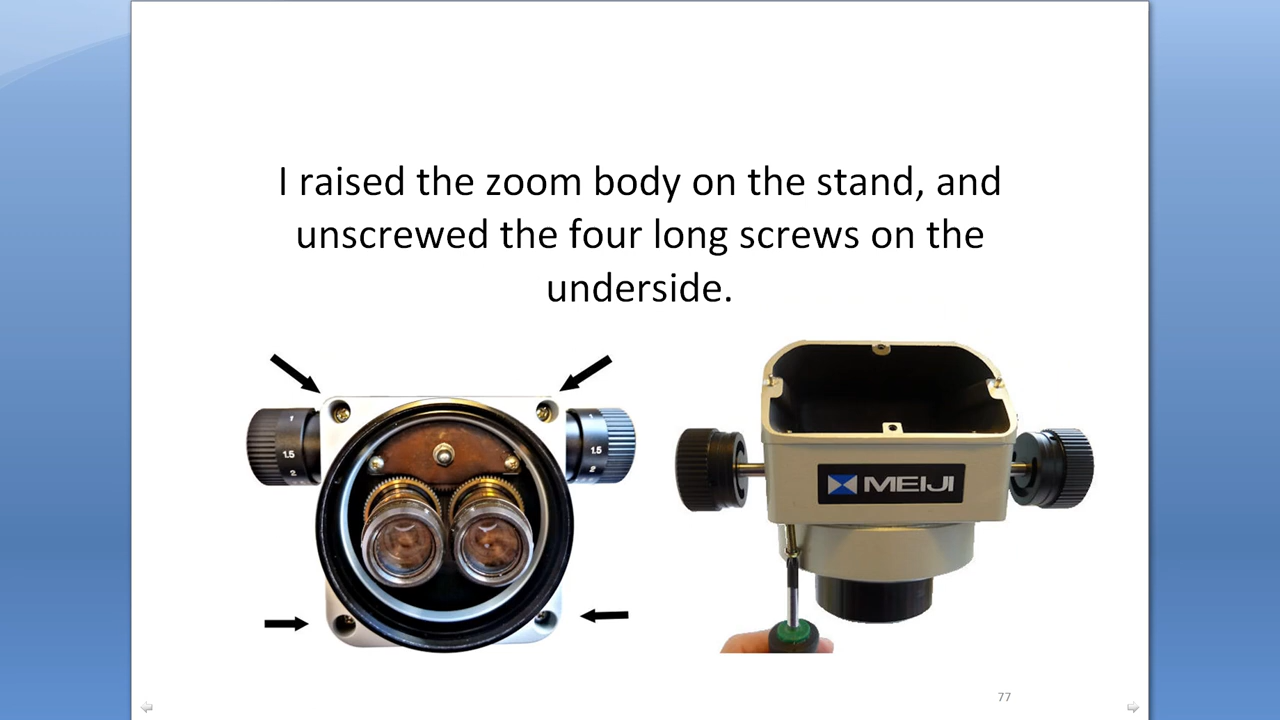 I raised the zoom body on the stand, and
unscrewed the four long screws on the
underside.
1
1.5
2
1.5
2
MEIJI
77